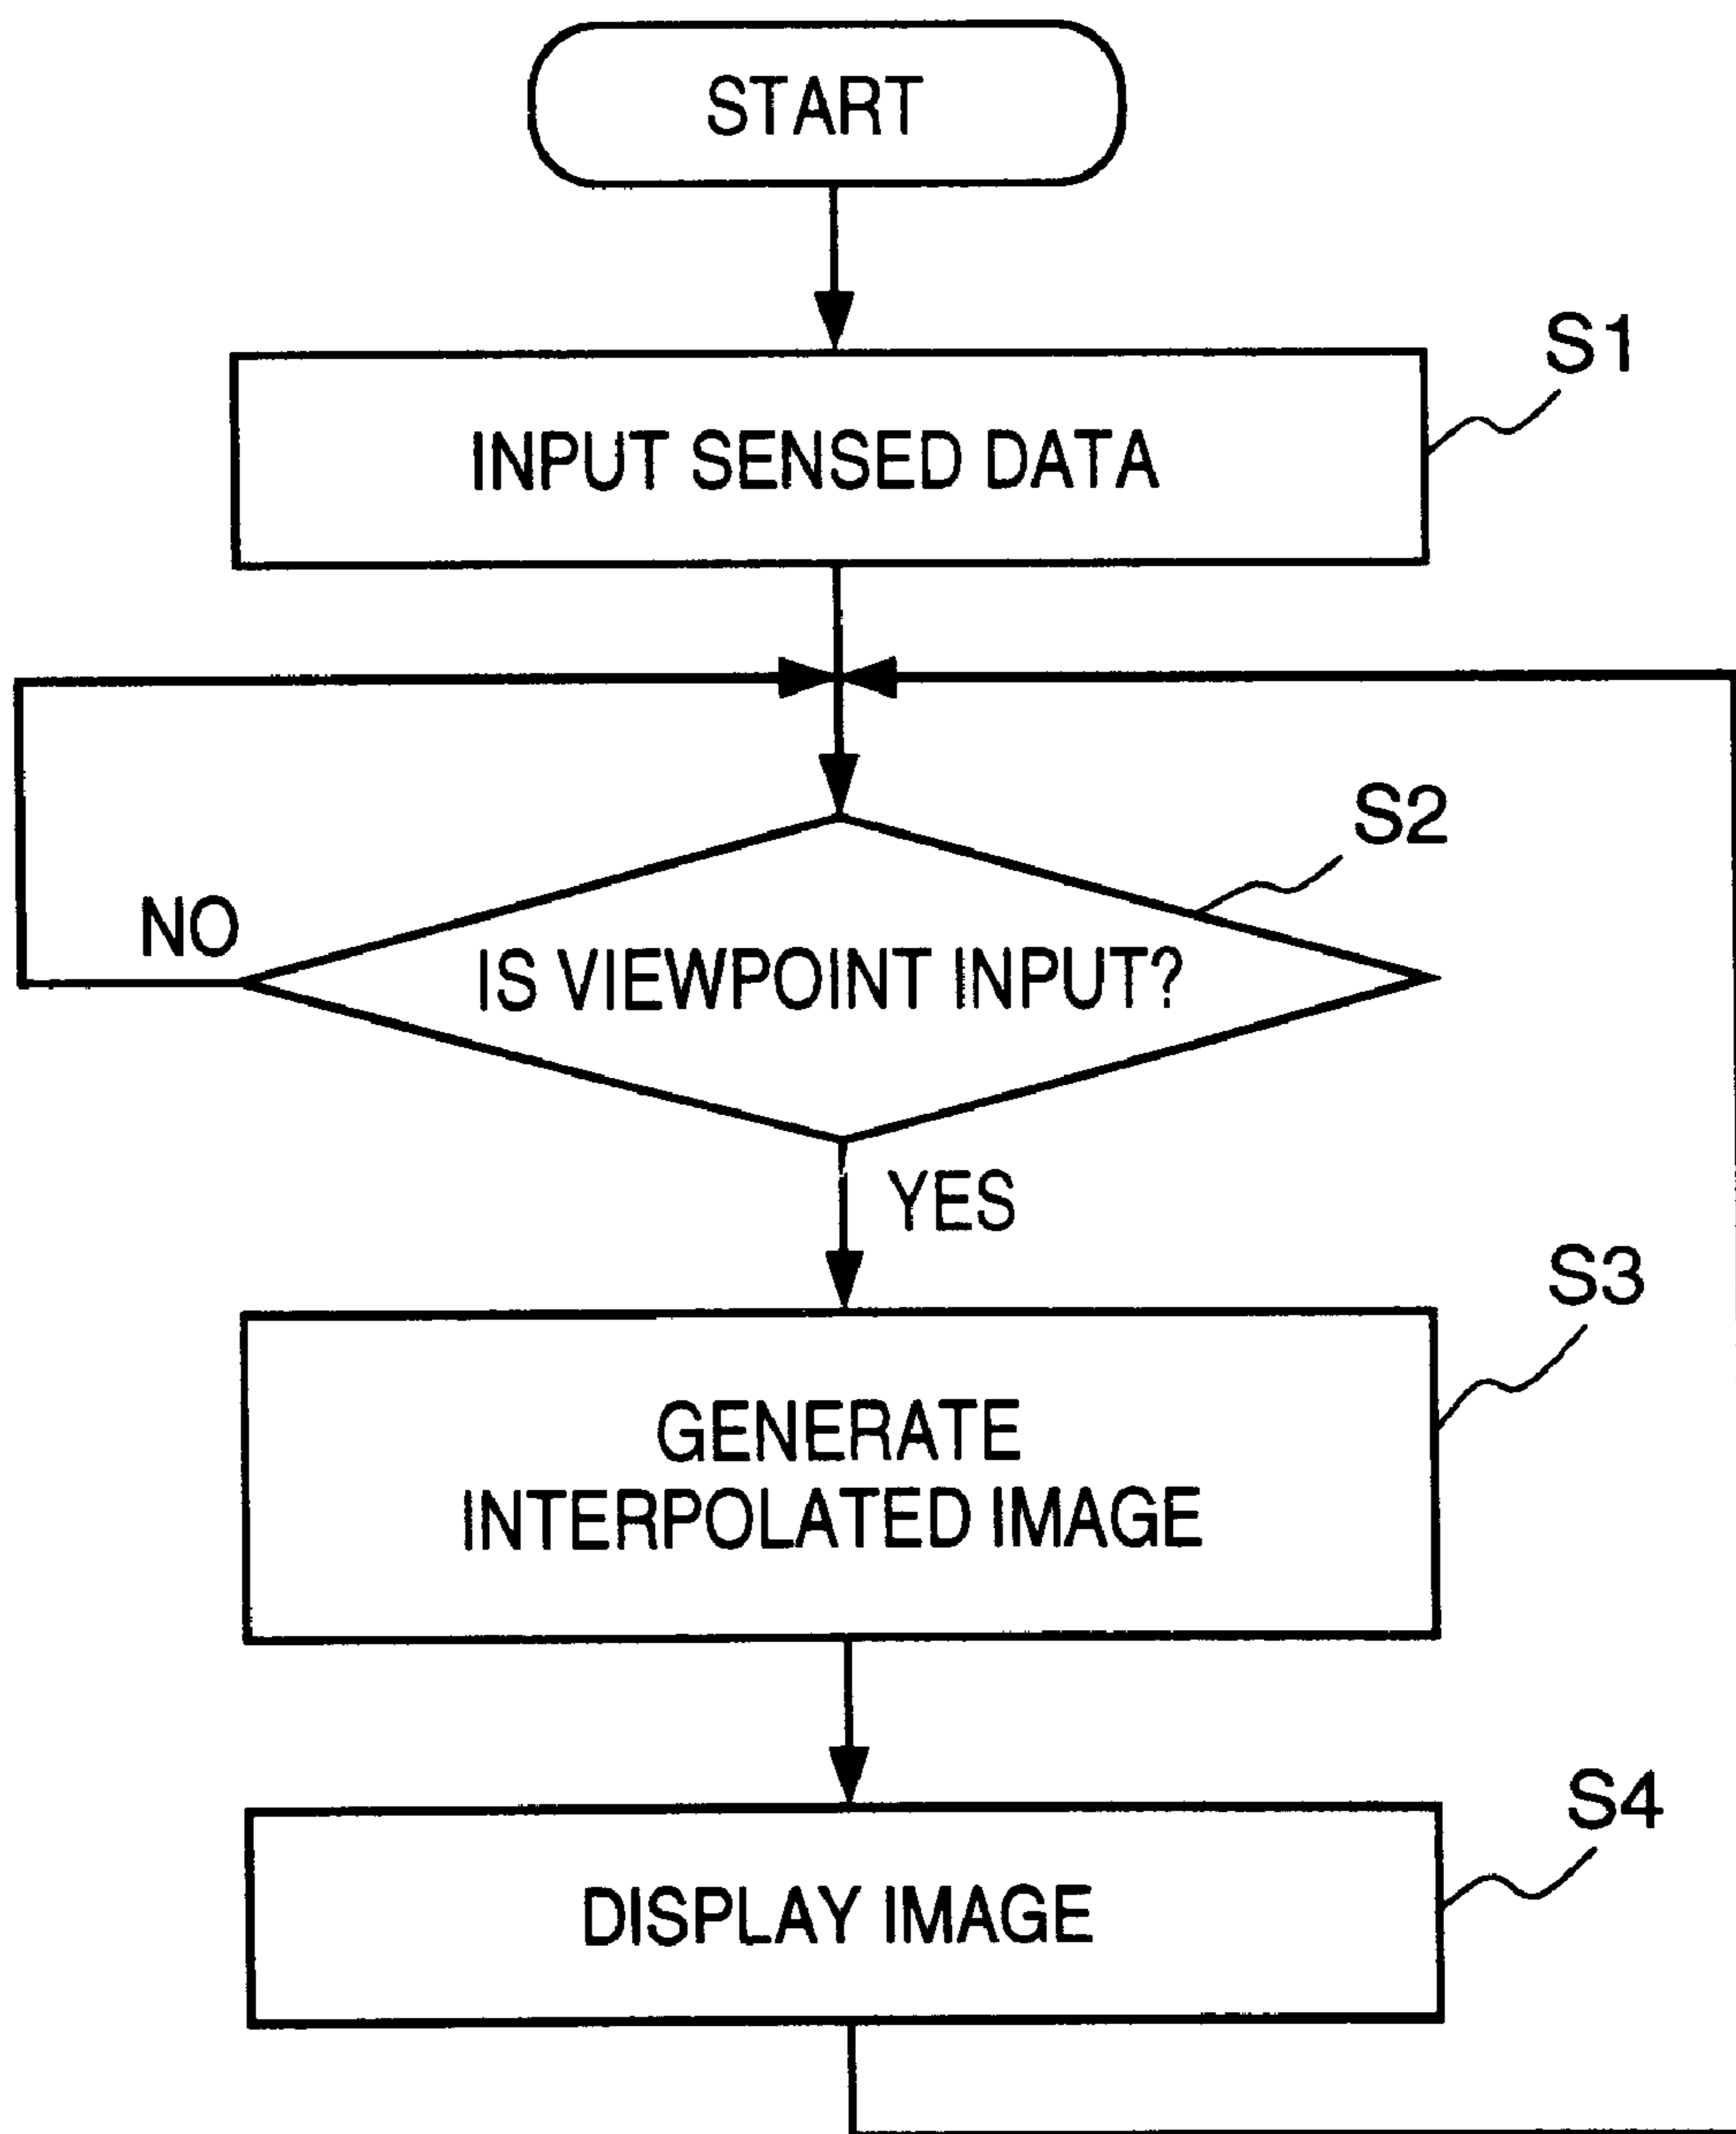 START
S1
INPUT SENSED DATA
S2
NO
IS VIEWPOINT INPUT?
YES
S3
GENERATE
INTERPOLATED IMAGE
S4
DISPLAY IMAGE